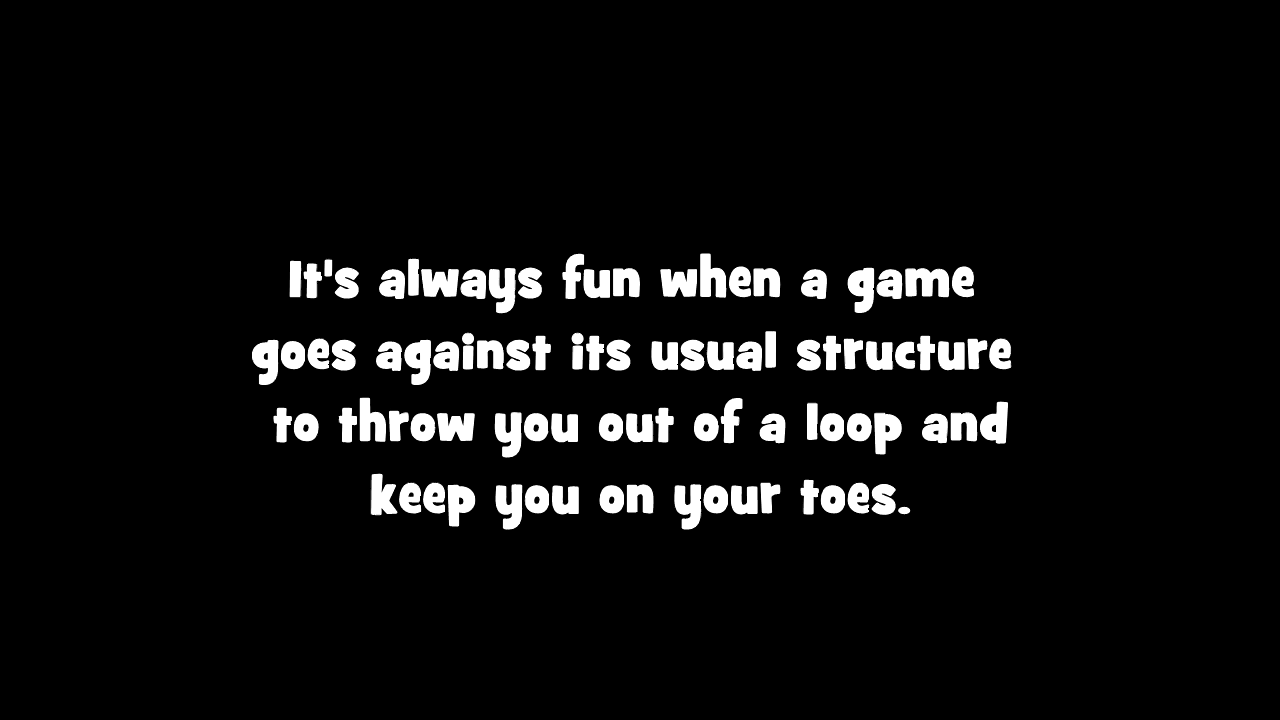 It's always fun when a game
goes against its usual structure
to throw you out of a loop and
keep you on your toes.